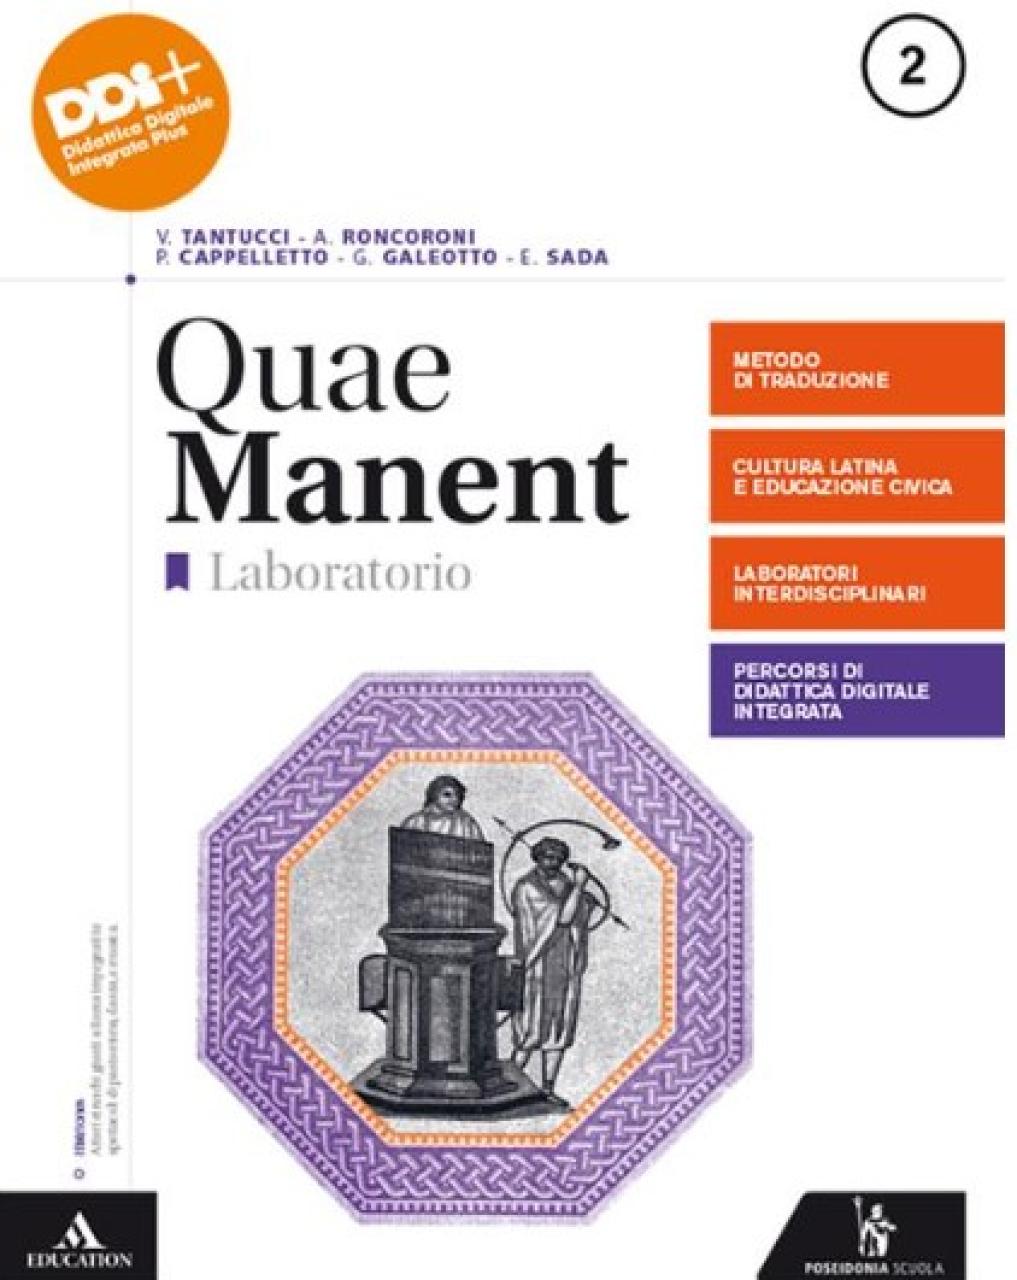 DDi+
Didattica Digitale
Integrata Plus
2
V. TANTUCCI - A. RONCORONI
P. CAPPELLETTO - G. GALEOTTO - E. SADA
Quae
Manent
Laboratorio
METODO
DI TRADUZIONE
CULTURA LATINA
E EDUCAZIONE CIVICA
LABORATORI
INTERDISCIPLINARI
PERCORSI DI
DIDATTICA DIGITALE
INTEGRATA
A
EDUCATION
POSEIDONIA SCUOLA